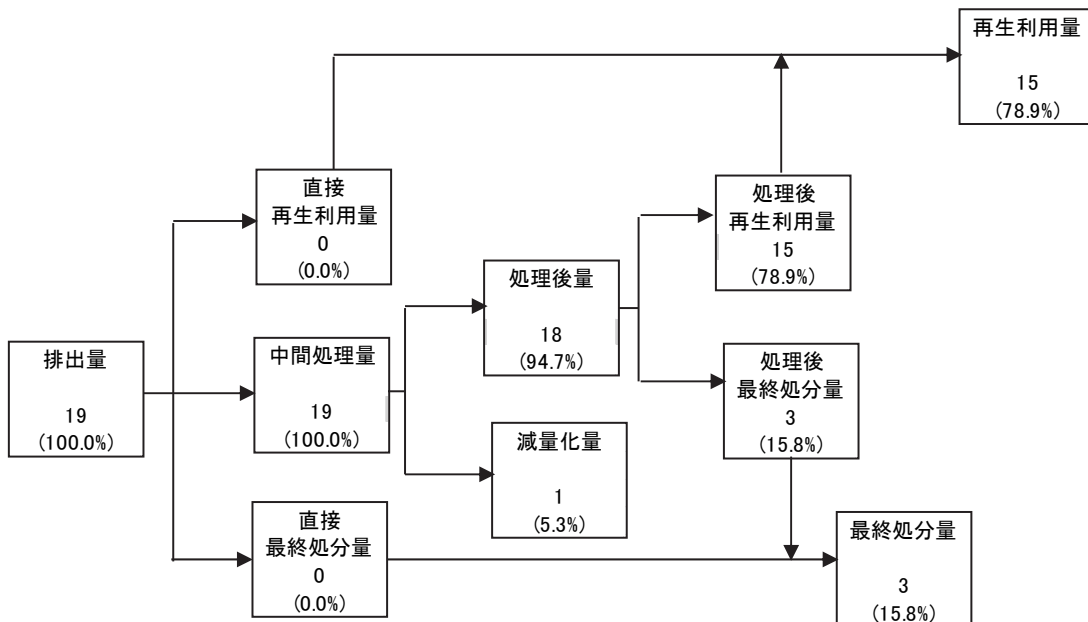 再生利用量
15
(78.9%)
直接
再生利用量
0
(0.0%)
処理後
再生利用量
15
(78.9%)
処理後量
18
(94.7%)
排出量
19
(100.0%)
中間処理量
19
(100.0%)
処理後
最終処分量
3
(15.8%)
減量化量
1
(5.3%)
直接
最終処分量
0
(0.0%)
最終処分量
3
(15.8%)